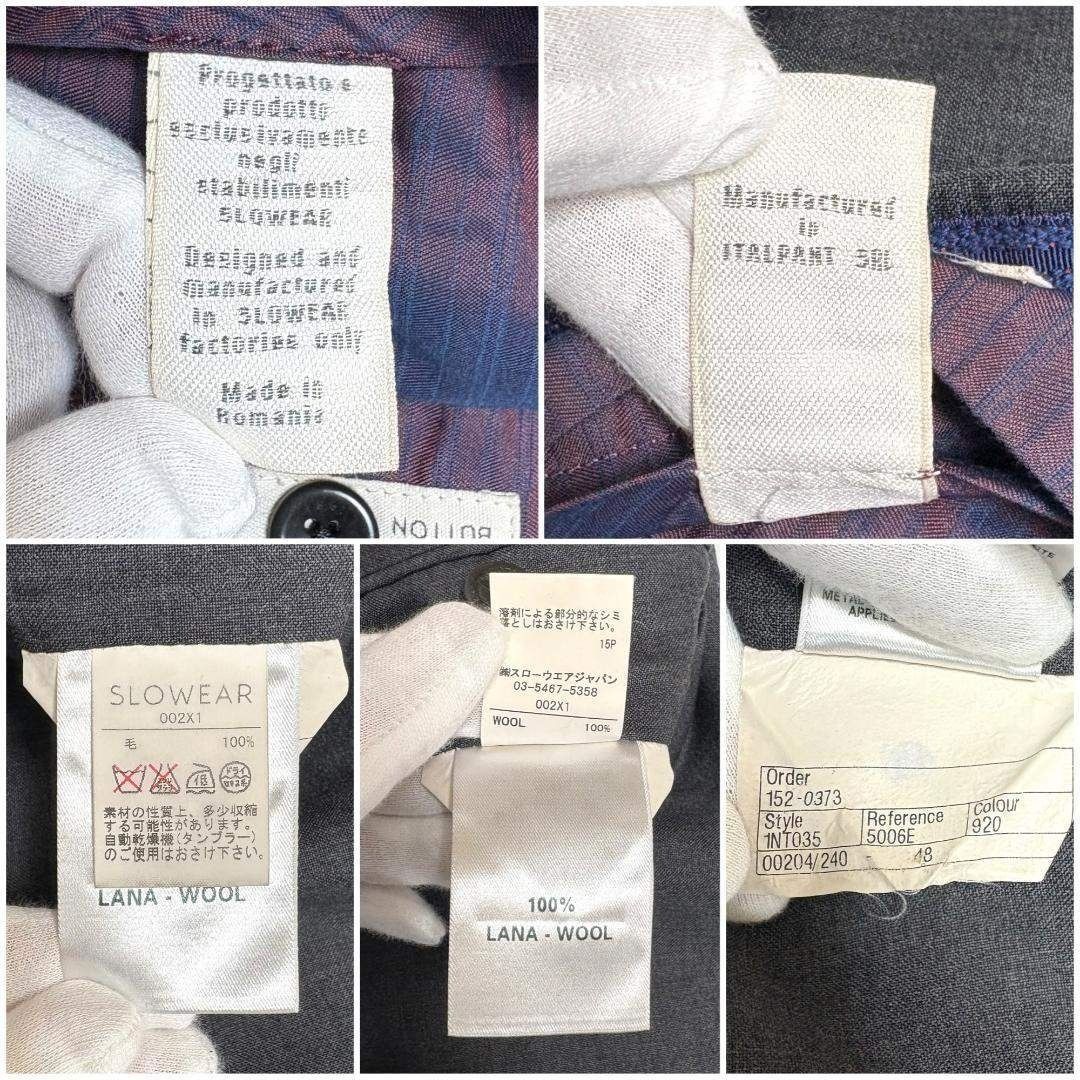 Progettato e
prodotto
esclusivamente
negli
stabilimenti
SLOWEAR
Designed and
Manufactured
in SLOWEAR
factories only
Made in
Romania
BUTTON
Manufactured
in
ITALPANT SRL
SLOWEAR
002X1
毛 100%
ドライ
素材の性質上、多少収縮
する可能性があります。
自動乾燥機(タンブラー)
のご使用はおさけ下さい。
LANA - WOOL
溶剤による部分的なシミ
落としはおさけ下さい。
15P
㈱スローウエアジャパン
03-5467-5358
002X1
WOOL 100%
100%
LANA - WOOL
APPLIE
Order
152-0373
Style Reference Colour
1NT035 5006E 920
00204/240 - 48